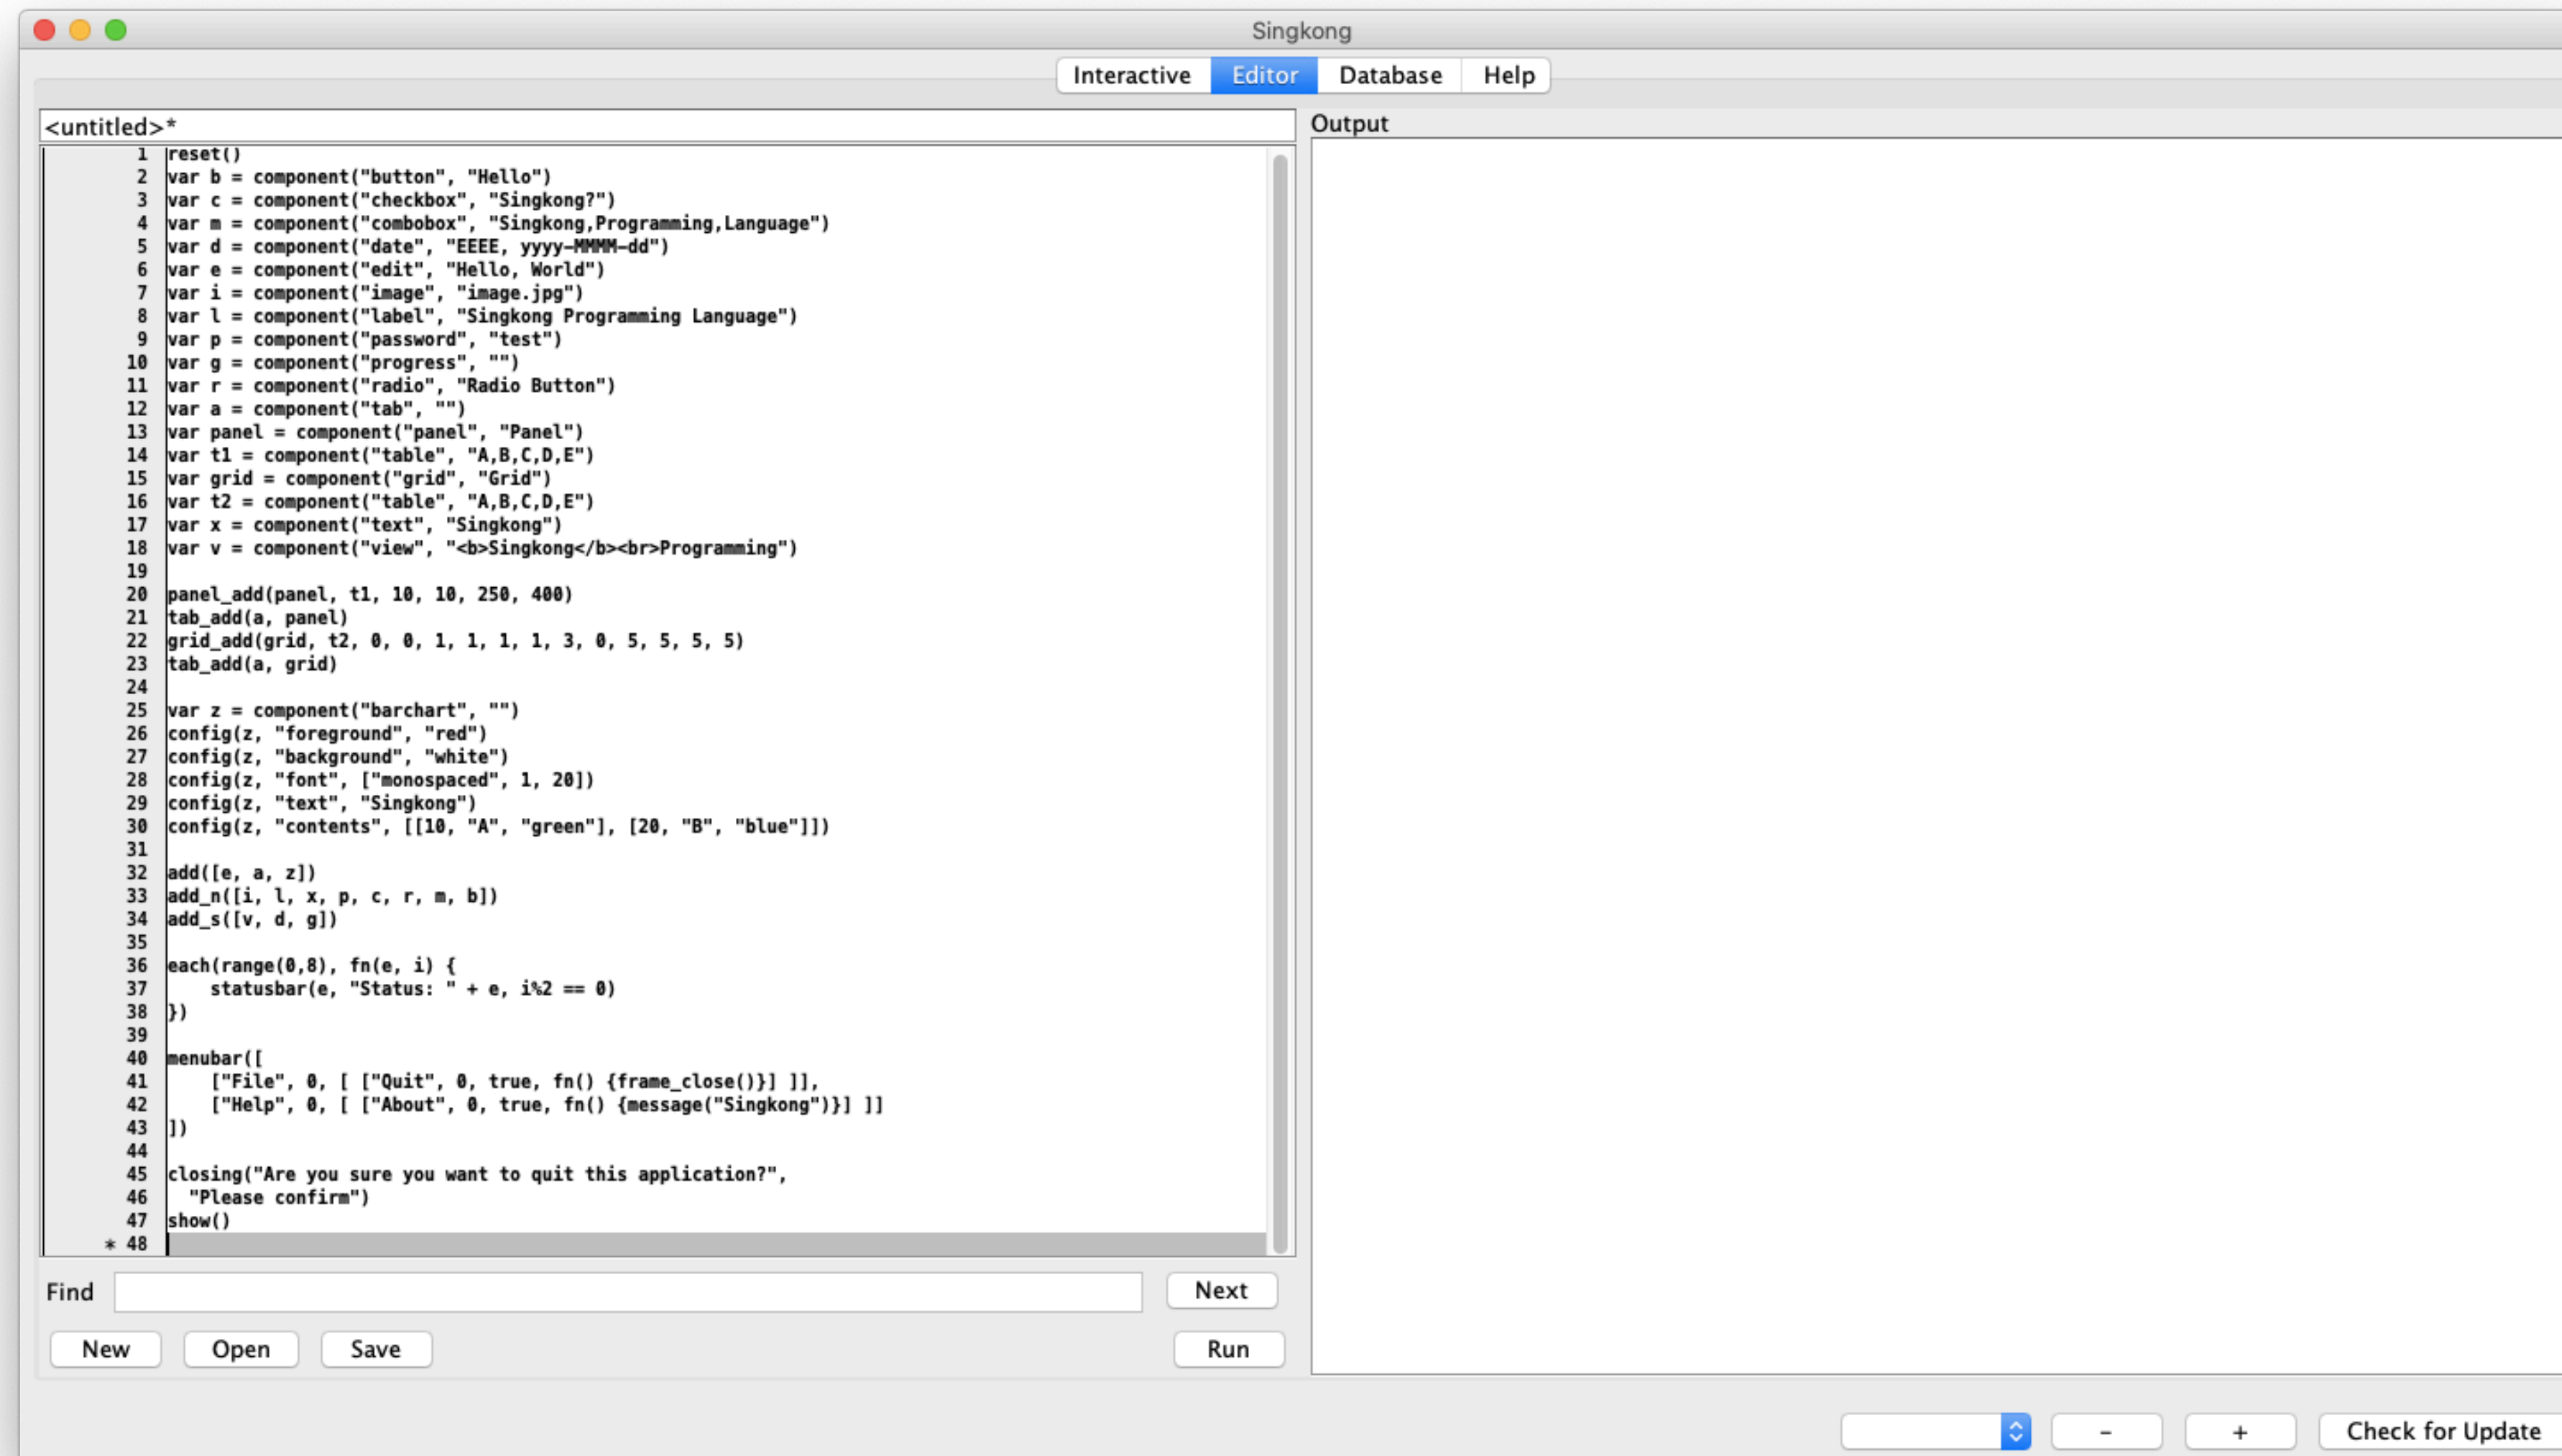 Singkong
Interactive Editor Database Help
<untitled>*
Output
1 reset()
2 var b = component("button", "Hello")
3 var c = component("checkbox", "Singkong?")
4 var m = component("combobox", "Singkong,Programming,Language")
5 var d = component("date", "EEEE, yyyy-MMMM-dd")
6 var e = component("edit", "Hello, World")
7 var i = component("image", "image.jpg")
8 var l = component("label", "Singkong Programming Language")
9 var p = component("password", "test")
10 var g = component("progress", "")
11 var r = component("radio", "Radio Button")
12 var a = component("tab", "")
13 var panel = component("panel", "Panel")
14 var t1 = component("table", "A,B,C,D,E")
15 var grid = component("grid", "Grid")
16 var t2 = component("table", "A,B,C,D,E")
17 var x = component("text", "Singkong")
18 var v = component("view", "<b>Singkong</b><br>Programming")
19
20 panel_add(panel, t1, 10, 10, 250, 400)
21 tab_add(a, panel)
22 grid_add(grid, t2, 0, 0, 1, 1, 1, 1, 3, 0, 5, 5, 5, 5)
23 tab_add(a, grid)
24
25 var z = component("barchart", "")
26 config(z, "foreground", "red")
27 config(z, "background", "white")
28 config(z, "font", ["monospaced", 1, 20])
29 config(z, "text", "Singkong")
30 config(z, "contents", [[10, "A", "green"], [20, "B", "blue"]])
31
32 add([e, a, z])
33 add_n([i, l, x, p, c, r, m, b])
34 add_s([v, d, g])
35
36 each(range(0,8), fn(e, i) {
37 statusbar(e, "Status: " + e, i%2 == 0)
38 })
39
40 menubar([
41 ["File", 0, [ ["Quit", 0, true, fn() {frame_close()}] ]],
42 ["Help", 0, [ ["About", 0, true, fn() {message("Singkong")}] ]]
43 ])
44
45 closing("Are you sure you want to quit this application?",
46 "Please confirm")
47 show()
* 48
Find Next
New Open Save Run
- + Check for Update